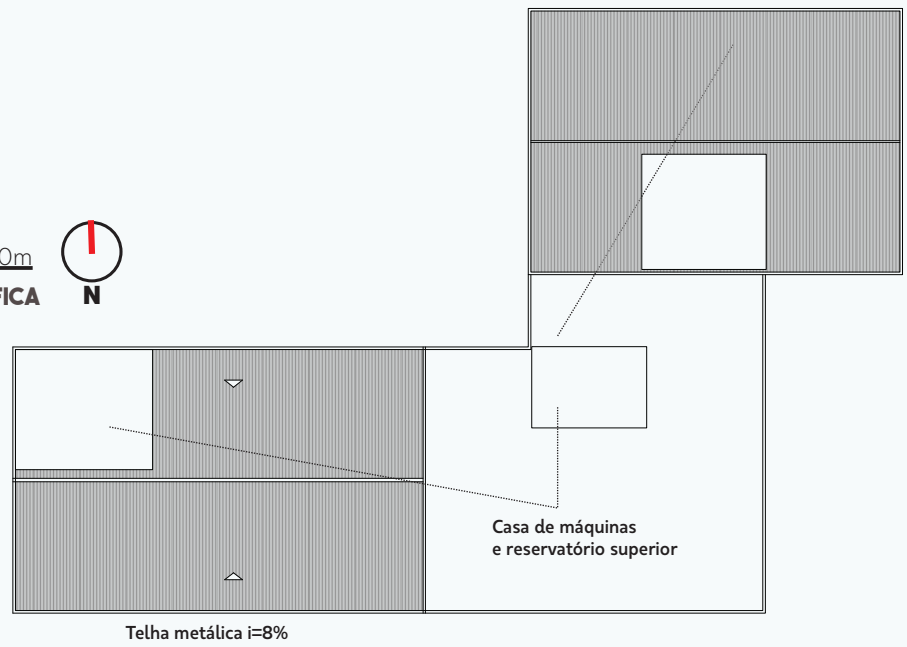 0m
FICA
N
Casa de máquinas
e reservatório superior
Telha metálica i=8%